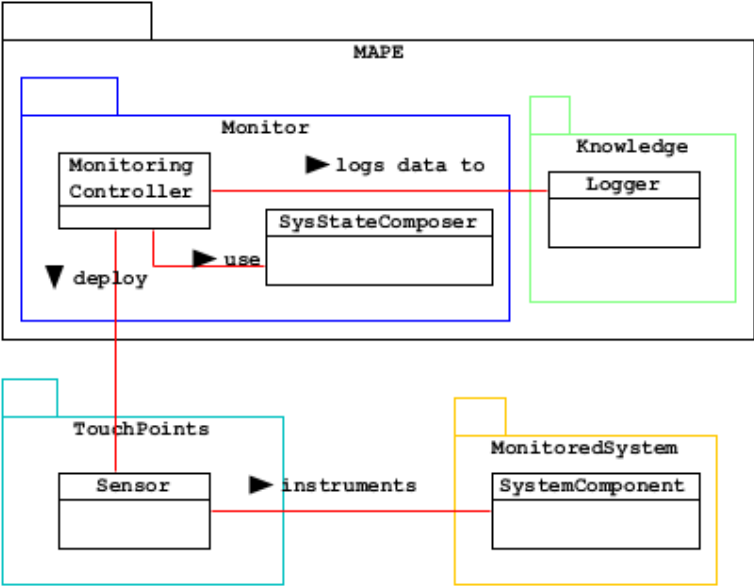 MAPE
Monitor
Knowledge
Monitoring
Controller
logs data to
Logger
SysStateComposer
use
deploy
TouchPoints
MonitoredSystem
Sensor
instruments
SystemComponent